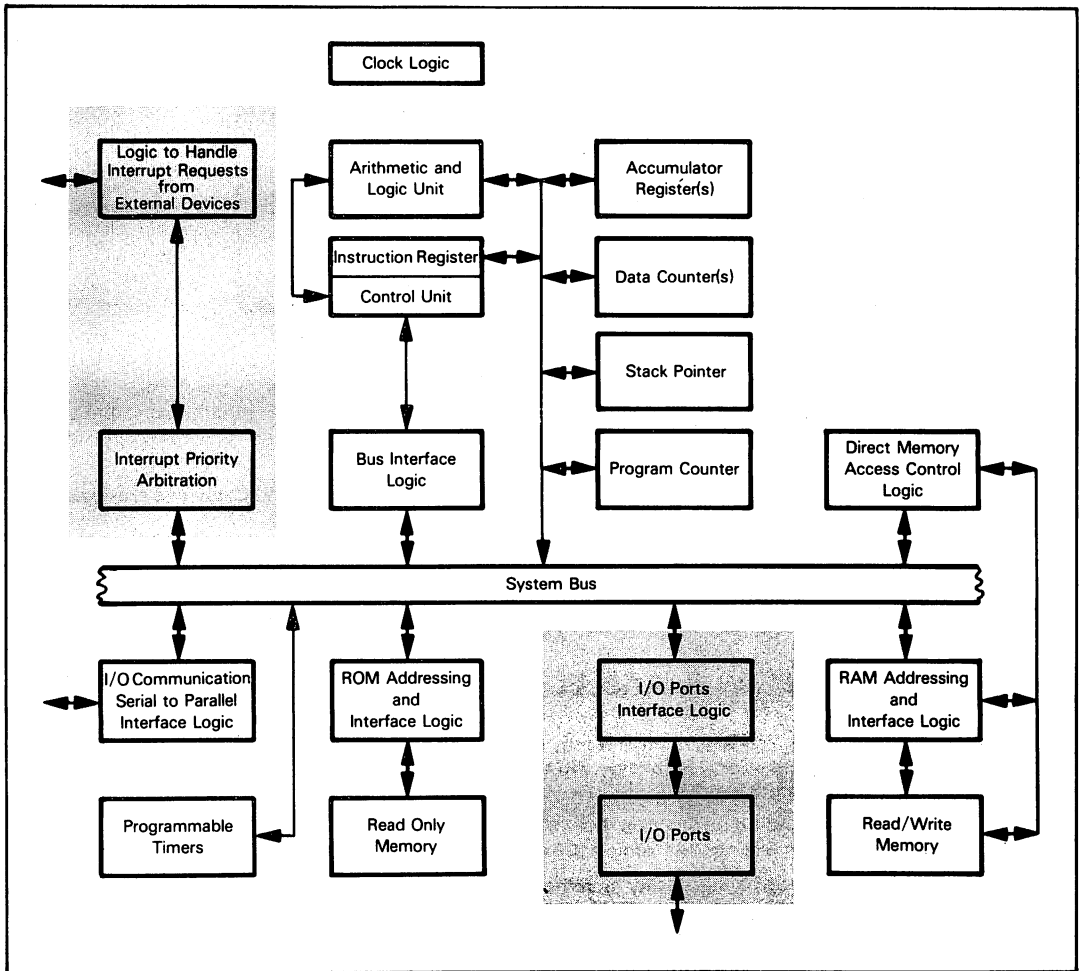 Clock Logic
Logic to Handle
Interrupt Requests
from
External Devices
Arithmetic and
Logic Unit
Accumulator
Register(s)
Instruction Register
Control Unit
Data Counter(s)
Stack Pointer
Interrupt Priority
Arbitration
Bus Interface
Logic
Program Counter
Direct Memory
Access Control
Logic
System Bus
I/O Communication
Serial to Parallel
Interface Logic
ROM Addressing
and
Interface Logic
I/O Ports
Interface Logic
RAM Addressing
and
Interface Logic
Programmable
Timers
Read Only
Memory
I/O Ports
Read/Write
Memory